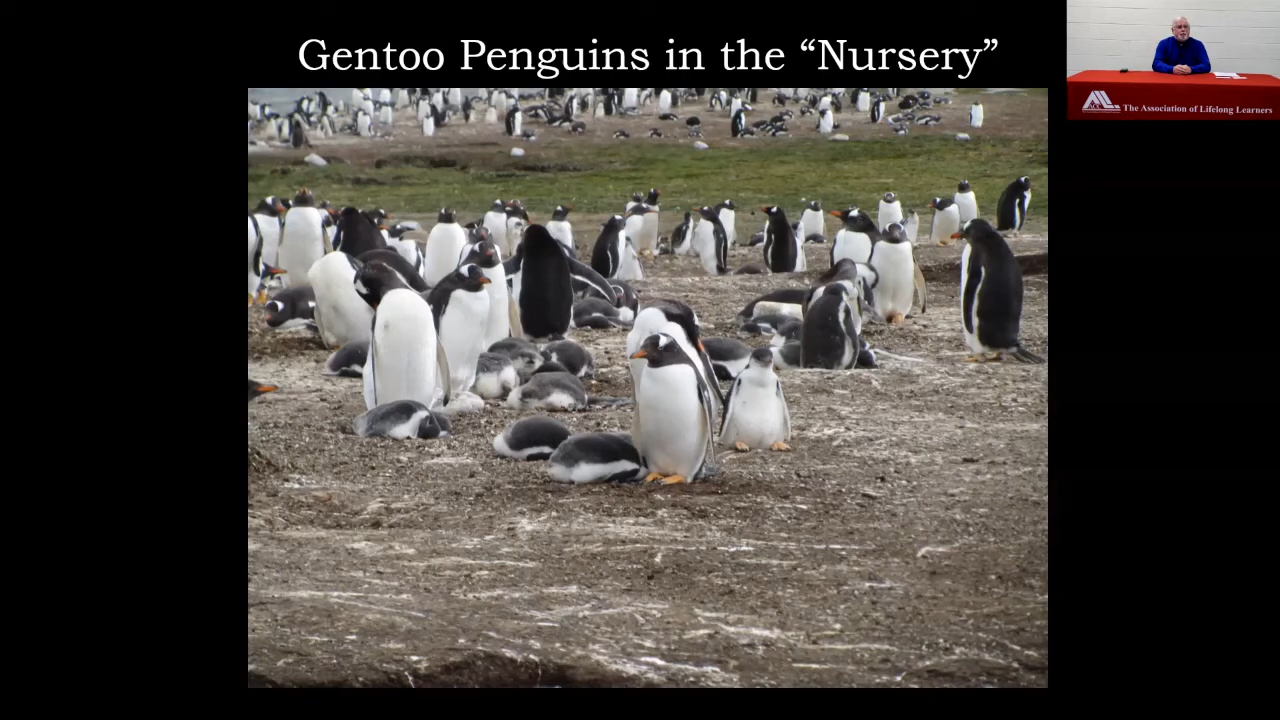 Gentoo Penguins in the “Nursery”
The Association of Lifelong Learners